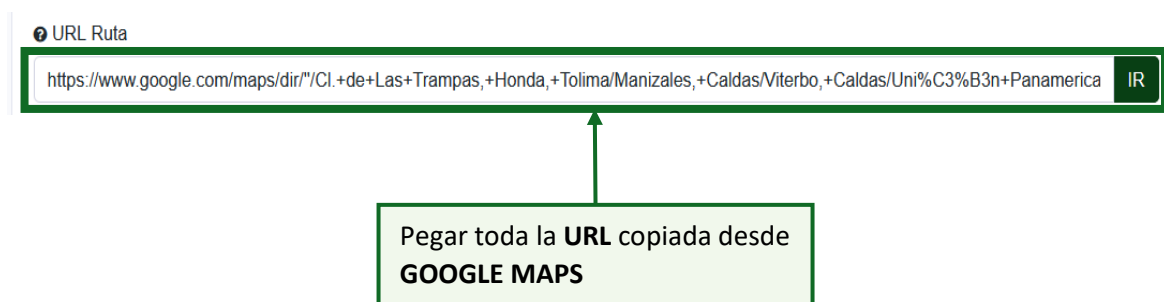 URL Ruta
https://www.google.com/maps/dir/"/Cl.+de+Las+Trampas,+Honda,+Tolima/Manizales,+Caldas/Viterbo,+Caldas/Uni%C3%B3n+Panamerica IR
Pegar toda la URL copiada desde
GOOGLE MAPS